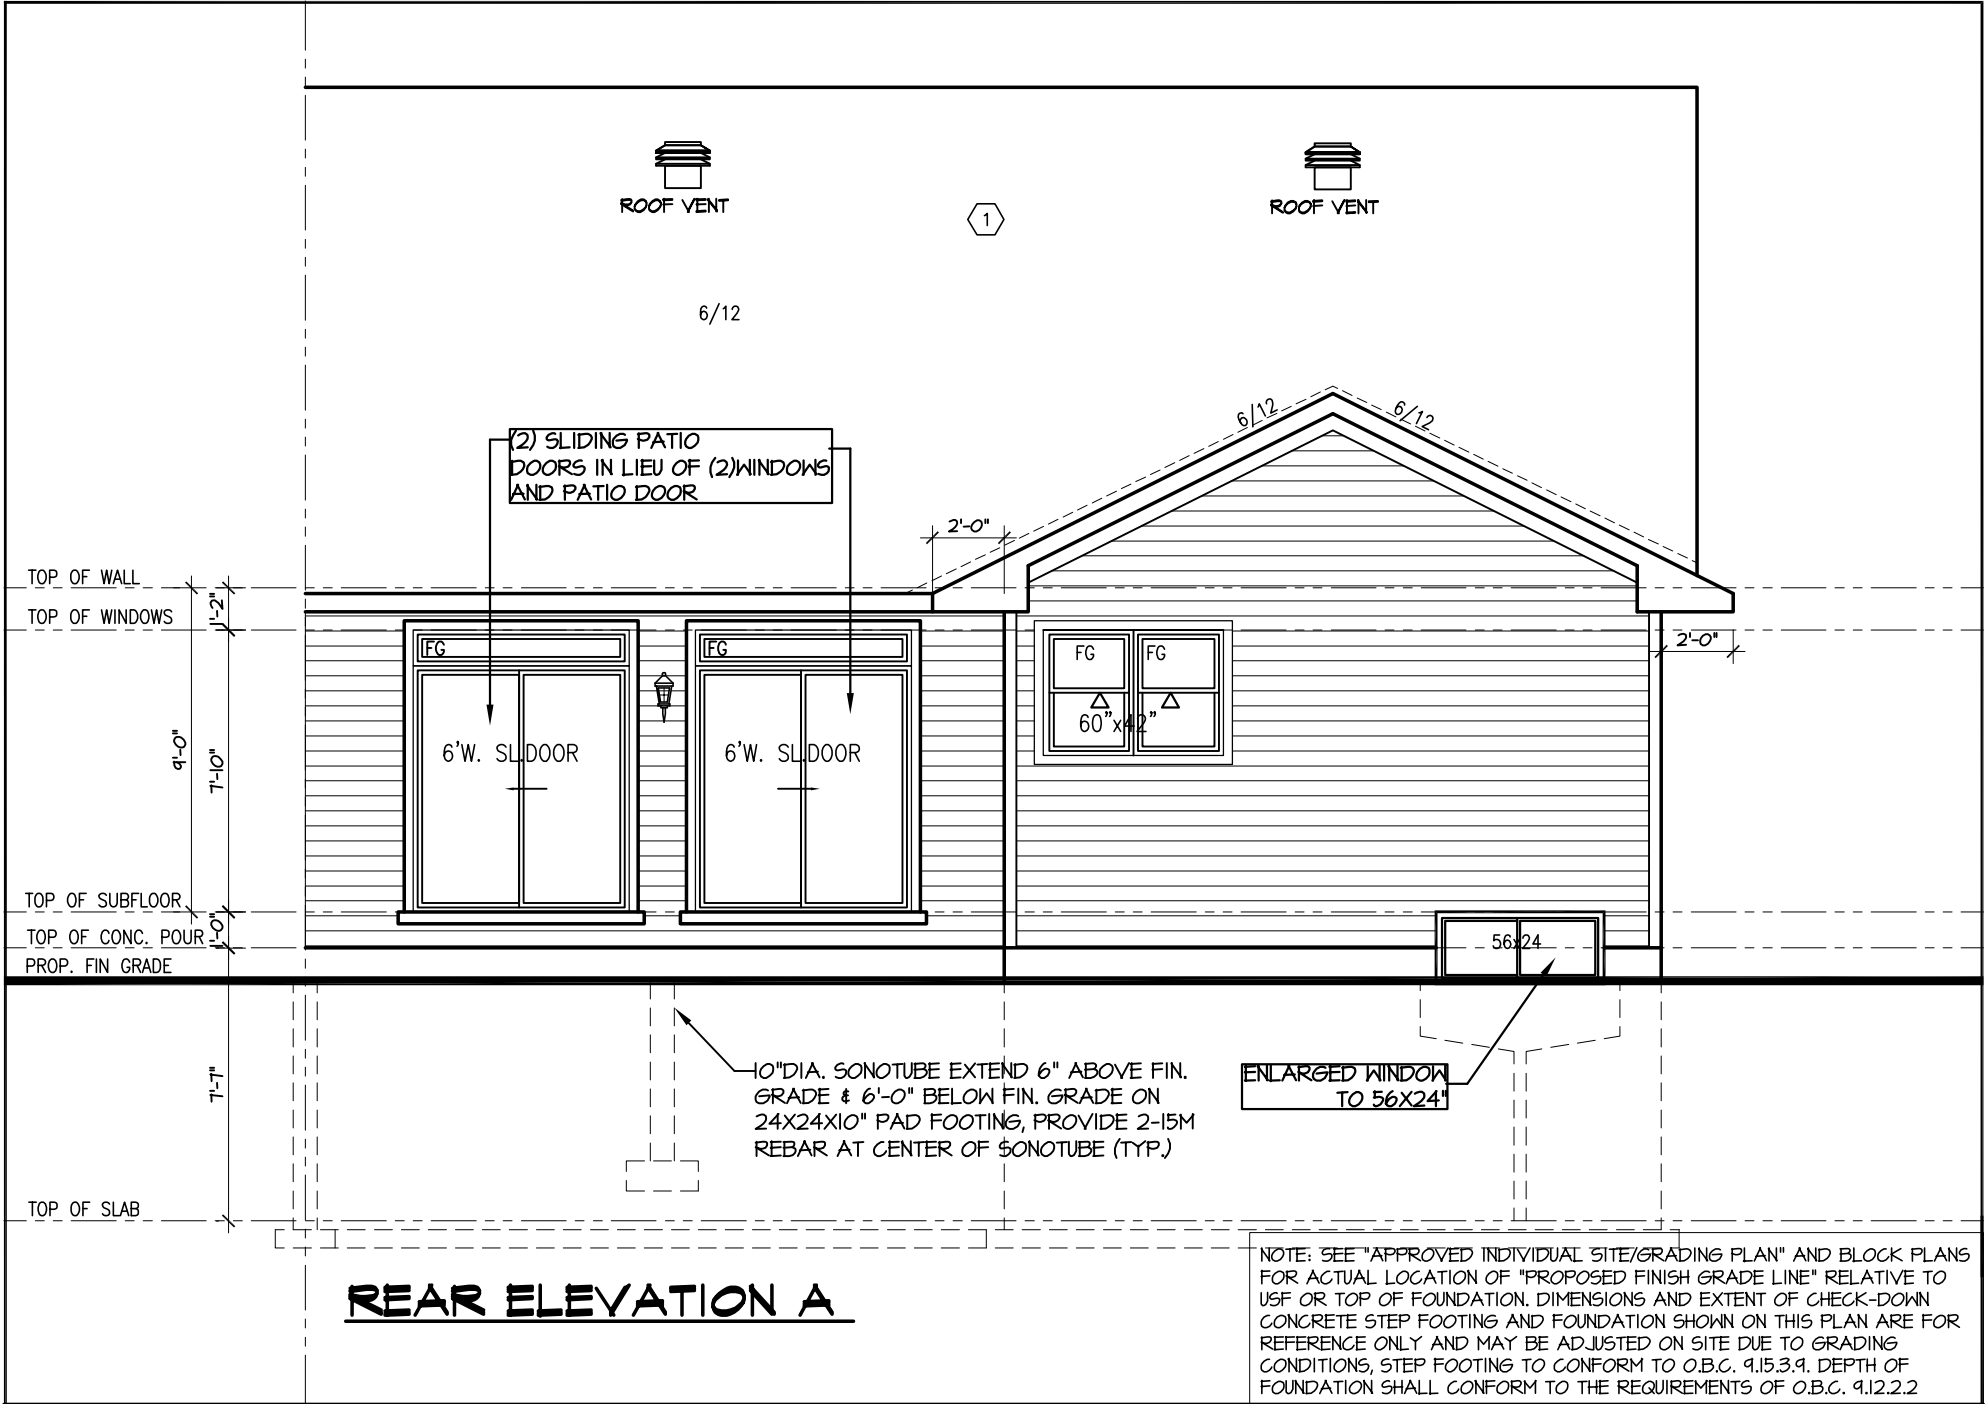 ROOF VENT
ROOF VENT
1
6/12
6/12
6/12
(2) SLIDING PATIO
DOORS IN LIEU OF (2)WINDOWS
AND PATIO DOOR
2'-0"
TOP OF WALL
TOP OF WINDOWS
1'-2"
2'-0"
FG
FG
FG
FG
60"x42"
9'-0"
7'-10"
6'W. SL.DOOR
6'W. SL.DOOR
TOP OF SUBFLOOR
TOP OF CONC. POUR
1'-0"
PROP. FIN GRADE
56x24
7'-7"
10"DIA. SONOTUBE EXTEND 6" ABOVE FIN.
GRADE & 6'-0" BELOW FIN. GRADE ON
24X24X10" PAD FOOTING, PROVIDE 2-15M
REBAR AT CENTER OF SONOTUBE (TYP.)
ENLARGED WINDOW
TO 56X24"
TOP OF SLAB
REAR ELEVATION A
NOTE: SEE "APPROVED INDIVIDUAL SITE/GRADING PLAN" AND BLOCK PLANS
FOR ACTUAL LOCATION OF "PROPOSED FINISH GRADE LINE" RELATIVE TO
USF OR TOP OF FOUNDATION. DIMENSIONS AND EXTENT OF CHECK-DOWN
CONCRETE STEP FOOTING AND FOUNDATION SHOWN ON THIS PLAN ARE FOR
REFERENCE ONLY AND MAY BE ADJUSTED ON SITE DUE TO GRADING
CONDITIONS, STEP FOOTING TO CONFORM TO O.B.C. 9.15.3.9. DEPTH OF
FOUNDATION SHALL CONFORM TO THE REQUIREMENTS OF O.B.C. 9.12.2.2